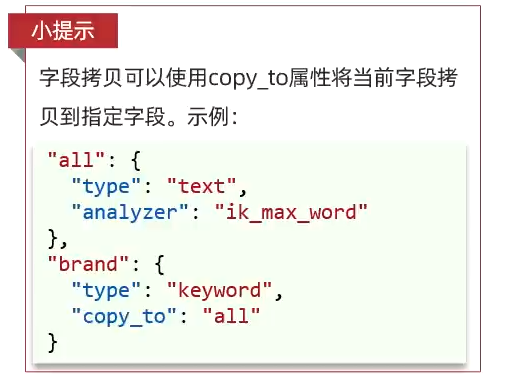 小提示
字段拷贝可以使用copy_to属性将当前字段拷
贝到指定字段。示例：
"all": {
  "type": "text",
  "analyzer": "ik_max_word"
},
"brand": {
  "type": "keyword",
  "copy_to": "all"
}